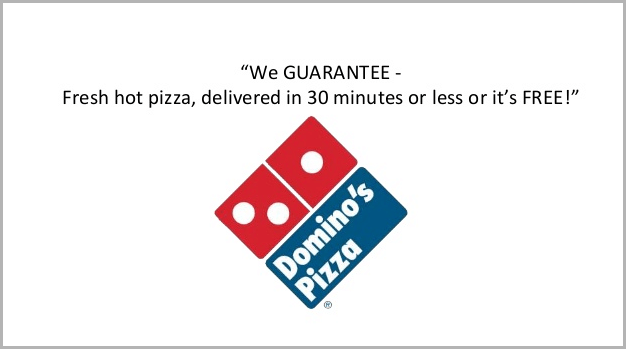 “We GUARANTEE -
Fresh hot pizza, delivered in 30 minutes or less or it’s FREE!”
Domino’s
Pizza
®